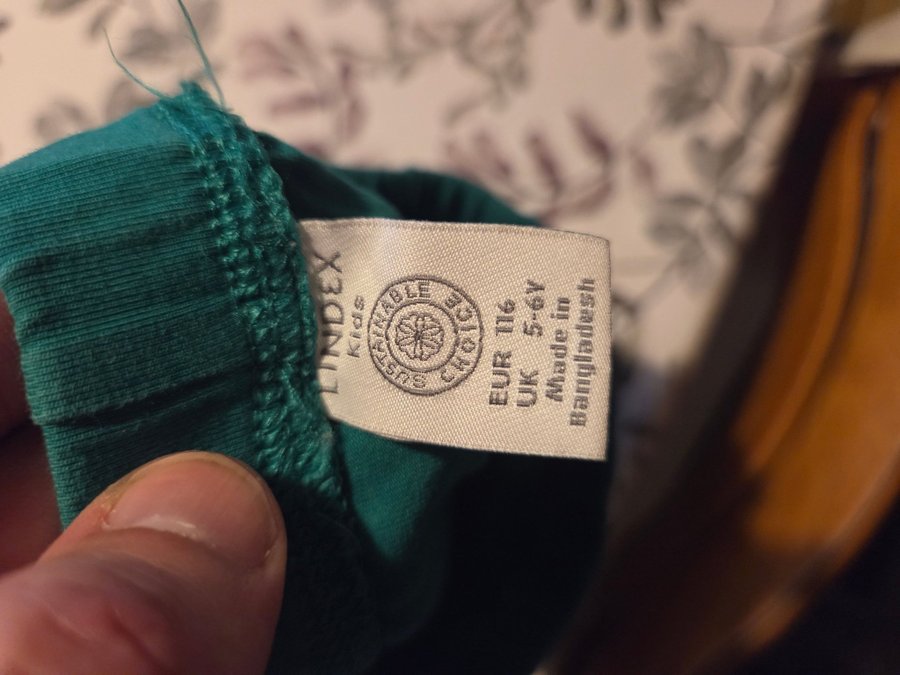 LINDEX
Kids
SUSTAINABLE CHOICE
EUR 116
UK 5-6Y
Made in
Bangladesh